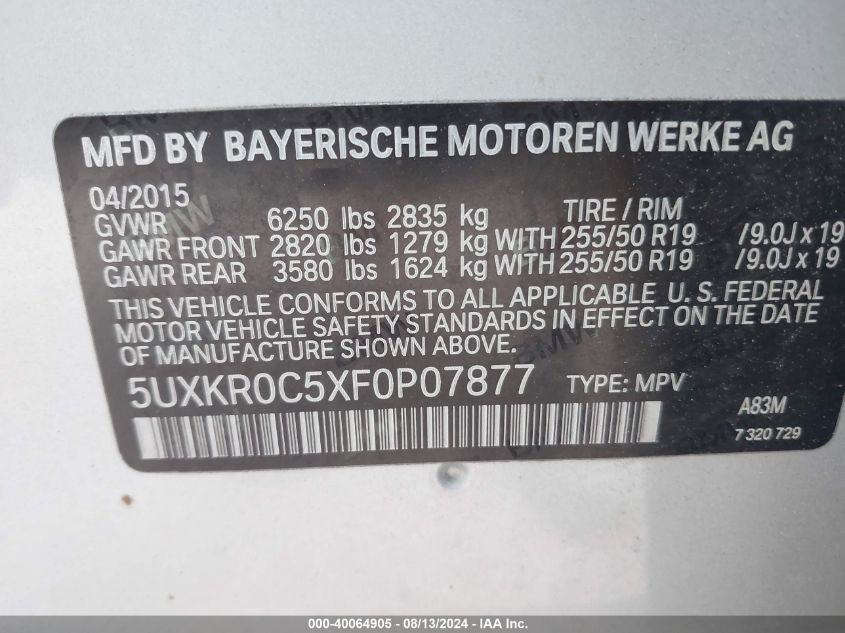 MFD BY BAYERISCHE MOTOREN WERKE AG
04/2015 TIRE / RIM
GVWR 6250 lbs 2835 kg
GAWR FRONT 2820 lbs 1279 kg WITH 255/50 R19 /9.0J x 19
GAWR REAR 3580 lbs 1624 kg WITH 255/50 R19 /9.0J x 19
THIS VEHICLE CONFORMS TO ALL APPLICABLE U. S. FEDERAL
MOTOR VEHICLE SAFETY STANDARDS IN EFFECT ON THE DATE
OF MANUFACTURE SHOWN ABOVE.
5UXKR0C5XF0P07877 TYPE: MPV
A83M
7 320 729
000-40064905 - 08/13/2024 - IAA Inc.